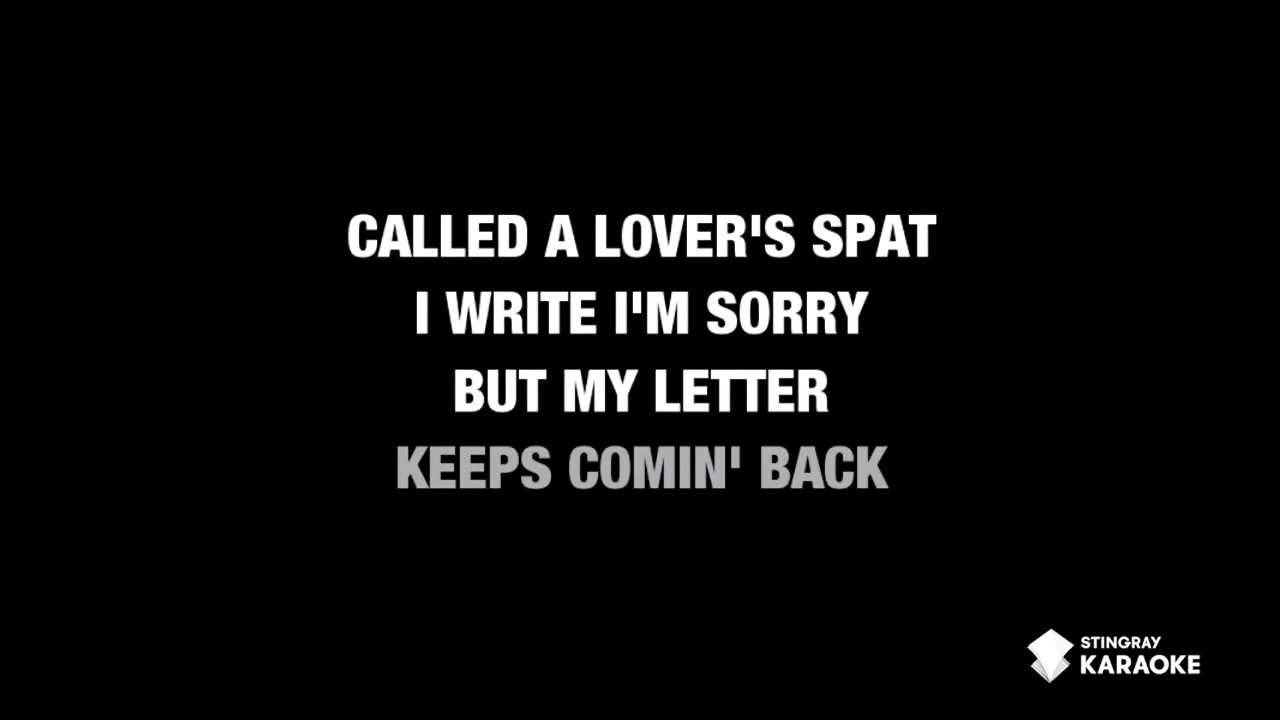 CALLED A LOVER'S SPAT
I WRITE I'M SORRY
BUT MY LETTER
KEEPS COMIN' BACK
STINGRAY
KARAOKE